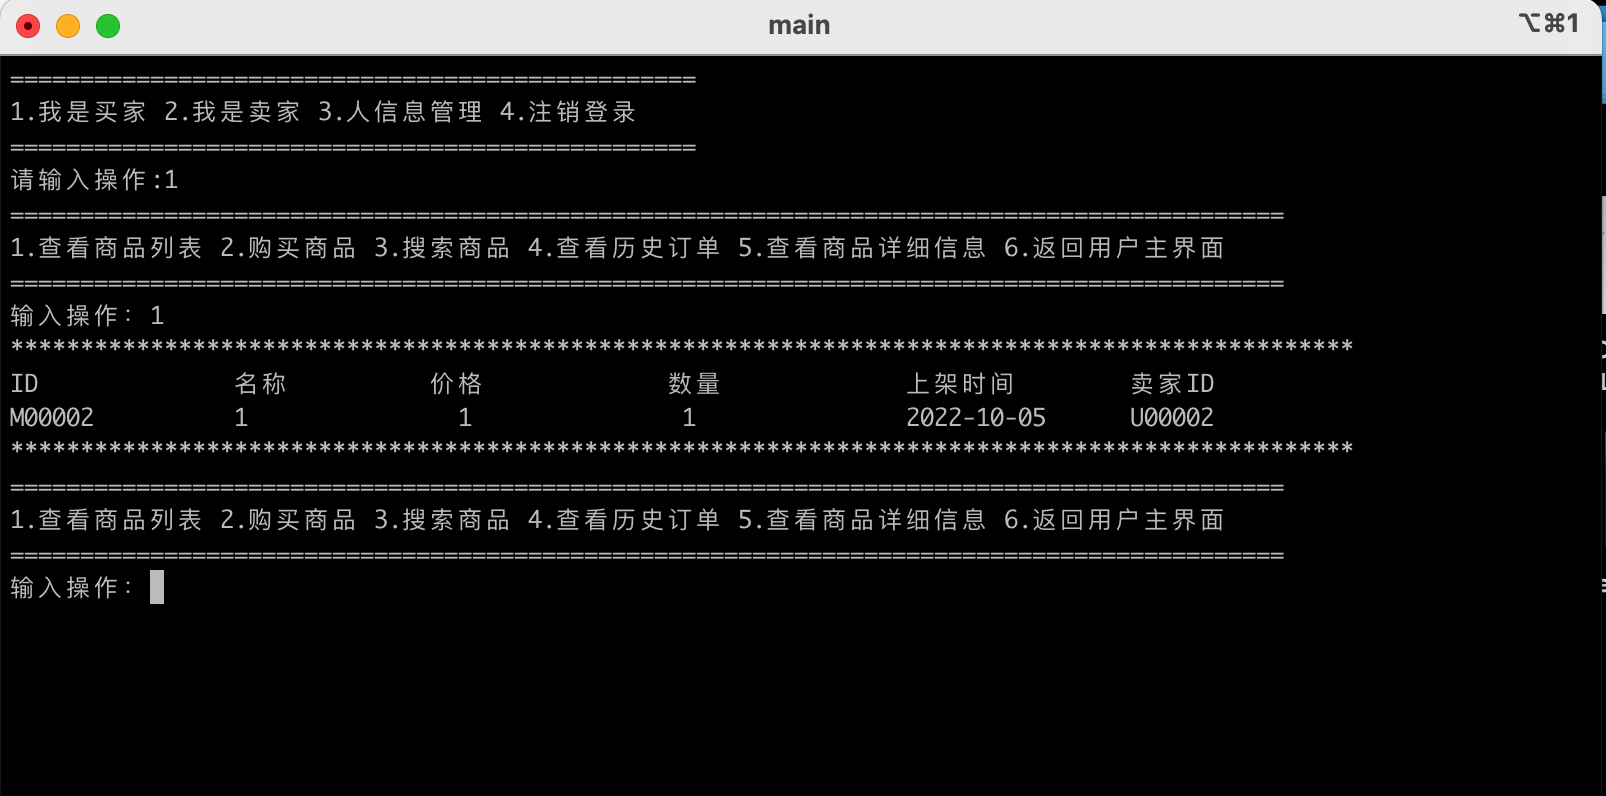 main ⌥⌘1
=================================================
1.我是买家 2.我是卖家 3.人信息管理 4.注销登录
=================================================
请输入操作:1
===========================================================================================
1.查看商品列表 2.购买商品 3.搜索商品 4.查看历史订单 5.查看商品详细信息 6.返回用户主界面
===========================================================================================
输入操作：1
************************************************************************************************
ID 名称 价格 数量 上架时间 卖家ID
M00002 1 1 1 2022-10-05 U00002
************************************************************************************************
===========================================================================================
1.查看商品列表 2.购买商品 3.搜索商品 4.查看历史订单 5.查看商品详细信息 6.返回用户主界面
===========================================================================================
输入操作：